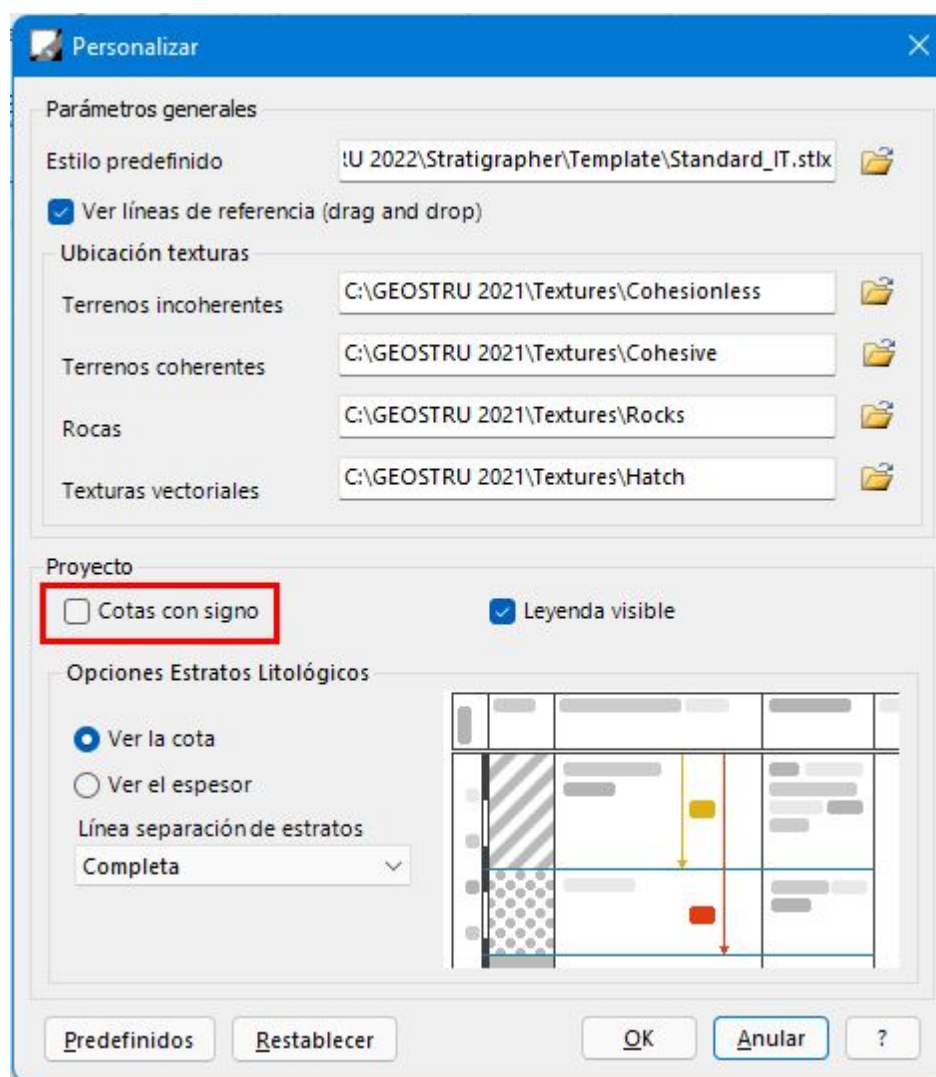 Personalizar
Parámetros generales
Estilo predefinido
:U 2022\Stratigrapher\Template\Standard_IT.stlx
Ver líneas de referencia (drag and drop)
Ubicación texturas
Terrenos incoherentes
C:\GEOSTRU 2021\Textures\Cohesionless
Terrenos coherentes
C:\GEOSTRU 2021\Textures\Cohesive
Rocas
C:\GEOSTRU 2021\Textures\Rocks
Texturas vectoriales
C:\GEOSTRU 2021\Textures\Hatch
Proyecto
Cotas con signo
Leyenda visible
Opciones Estratos Litológicos
Ver la cota
Ver el espesor
Línea separación de estratos
Completa
Predefinidos
Restablecer
OK
Anular
?